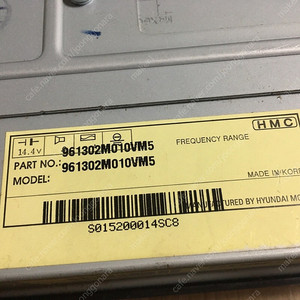 HMC
14.4V
FREQUENCY RANGE
PART NO.: 961302M010VM5
MODEL: 961302M010VM5
MADE IN KOR
MANUFACTURED BY HYUNDAI MO
S015200014SC8